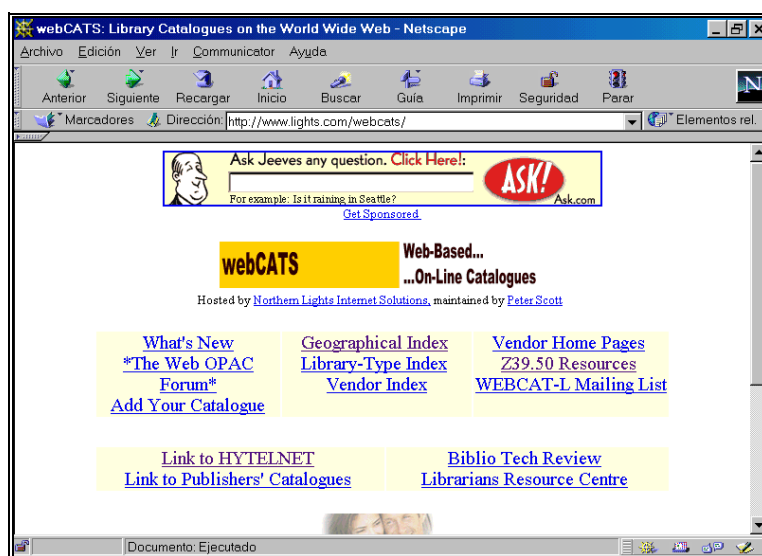 webCATS: Library Catalogues on the World Wide Web - Netscape
Archivo Edición Ver Ir Communicator Ayuda
Anterior Siguiente Recargar Inicio Buscar Guía Imprimir Seguridad Parar
N
Marcadores Dirección: http://www.lights.com/webcats/ Elementos rel.
Ask Jeeves any question. Click Here!:
ASK!
For example: Is it raining in Seattle?
Ask.com
Get Sponsored
webCATS
Web-Based...
...On-Line Catalogues
Hosted by Northern Lights Internet Solutions, maintained by Peter Scott
What's New
*The Web OPAC
Forum*
Add Your Catalogue
Geographical Index
Library-Type Index
Vendor Index
Vendor Home Pages
Z39.50 Resources
WEBCAT-L Mailing List
Link to HYTELNET
Link to Publishers' Catalogues
Biblio Tech Review
Librarians Resource Centre
Documento: Ejecutado